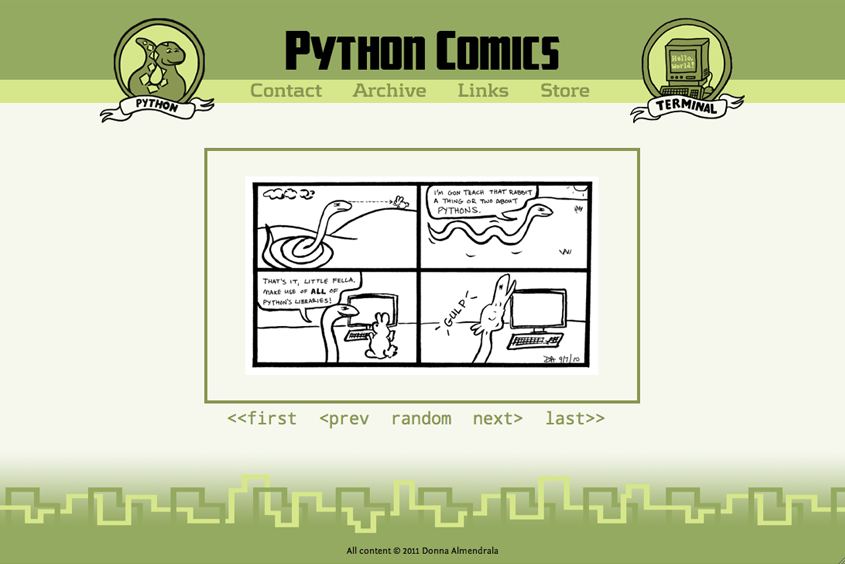 PYTHON COMICS
PYTHON
Hello,
World!
TERMINAL
Contact Archive Links Store
I'M GON TEACH THAT RABBIT
A THING OR TWO ABOUT
PYTHONS.
THAT'S IT, LITTLE FELLA,
MAKE USE OF ALL OF
PYTHON'S LIBRARIES!
GULP
DA 9/7/10
<<first <prev random next> last>>
All content © 2011 Donna Almendrala